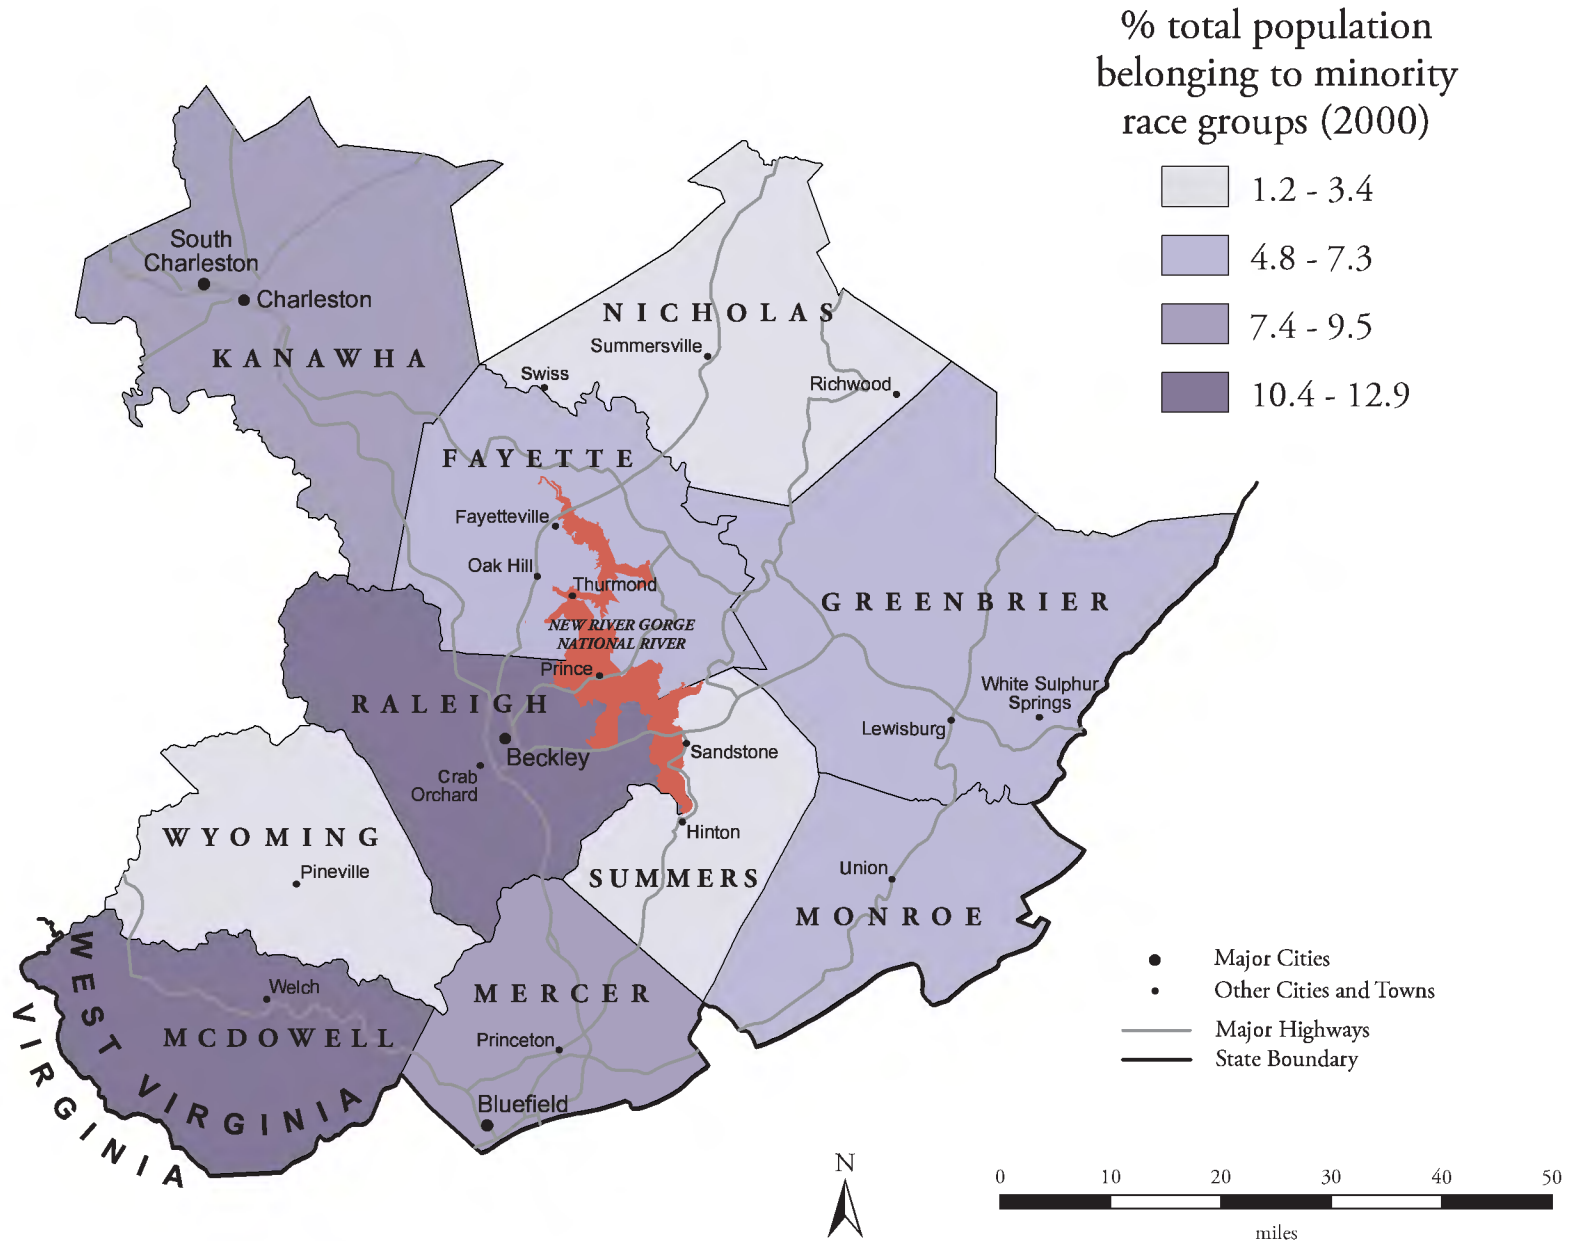 % total population
belonging to minority
race groups (2000)
1.2 - 3.4
4.8 - 7.3
7.4 - 9.5
10.4 - 12.9
South
Charleston
Charleston
KANAWHA
NICHOLAS
Summersville
Swiss
Richwood
FAYETTE
Fayetteville
Oak Hill
Thurmond
NEW RIVER GORGE
NATIONAL RIVER
Prince
GREENBRIER
White Sulphur
Springs
Lewisburg
RALEIGH
Beckley
Crab
Orchard
Sandstone
Hinton
SUMMERS
WYOMING
Pineville
Union
MONROE
MERCER
Princeton
Bluefield
Welch
MCDOWELL
WEST VIRGINIA
VIRGINIA
Major Cities
Other Cities and Towns
Major Highways
State Boundary
N
0 10 20 30 40 50
miles